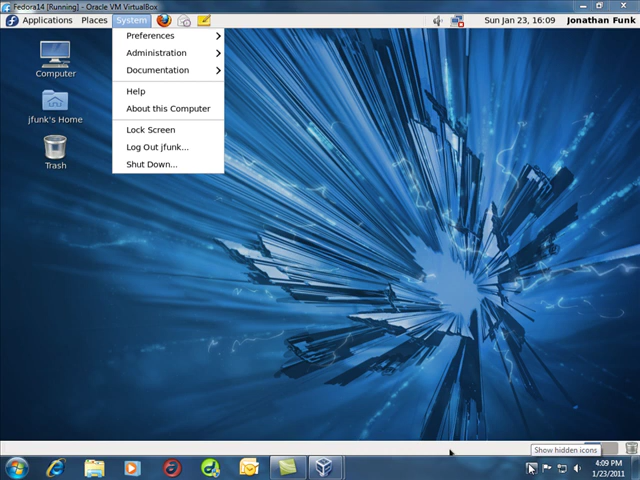 Fedora14 [Running] - Oracle VM VirtualBox
Applications Places System Sun Jan 23, 16:09 Jonathan Funk
Preferences
Administration
Documentation
Help
About this Computer
Lock Screen
Log Out jfunk...
Shut Down...
Computer
jfunk's Home
Trash
Show hidden icons
4:09 PM
1/23/2011